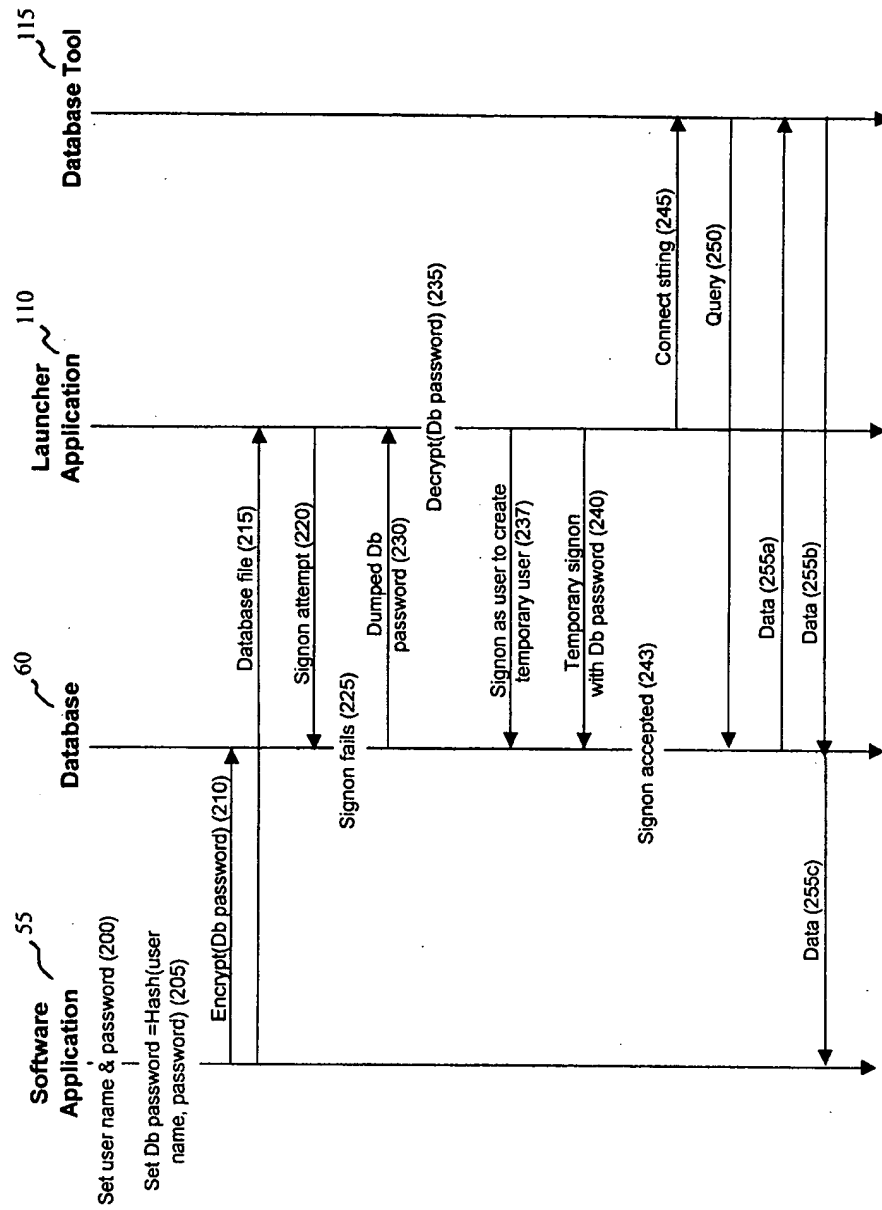 Software
Application
55
Database
60
Launcher
Application
110
Database Tool
115
Set user name & password (200)
Set Db password =Hash(user
name, password) (205)
Encrypt(Db password) (210)
Database file (215)
Signon attempt (220)
Signon fails (225)
Dumped Db
password (230)
Decrypt(Db password) (235)
Signon as user to create
temporary user (237)
Temporary signon
with Db password (240)
Signon accepted (243)
Connect string (245)
Query (250)
Data (255a)
Data (255b)
Data (255c)